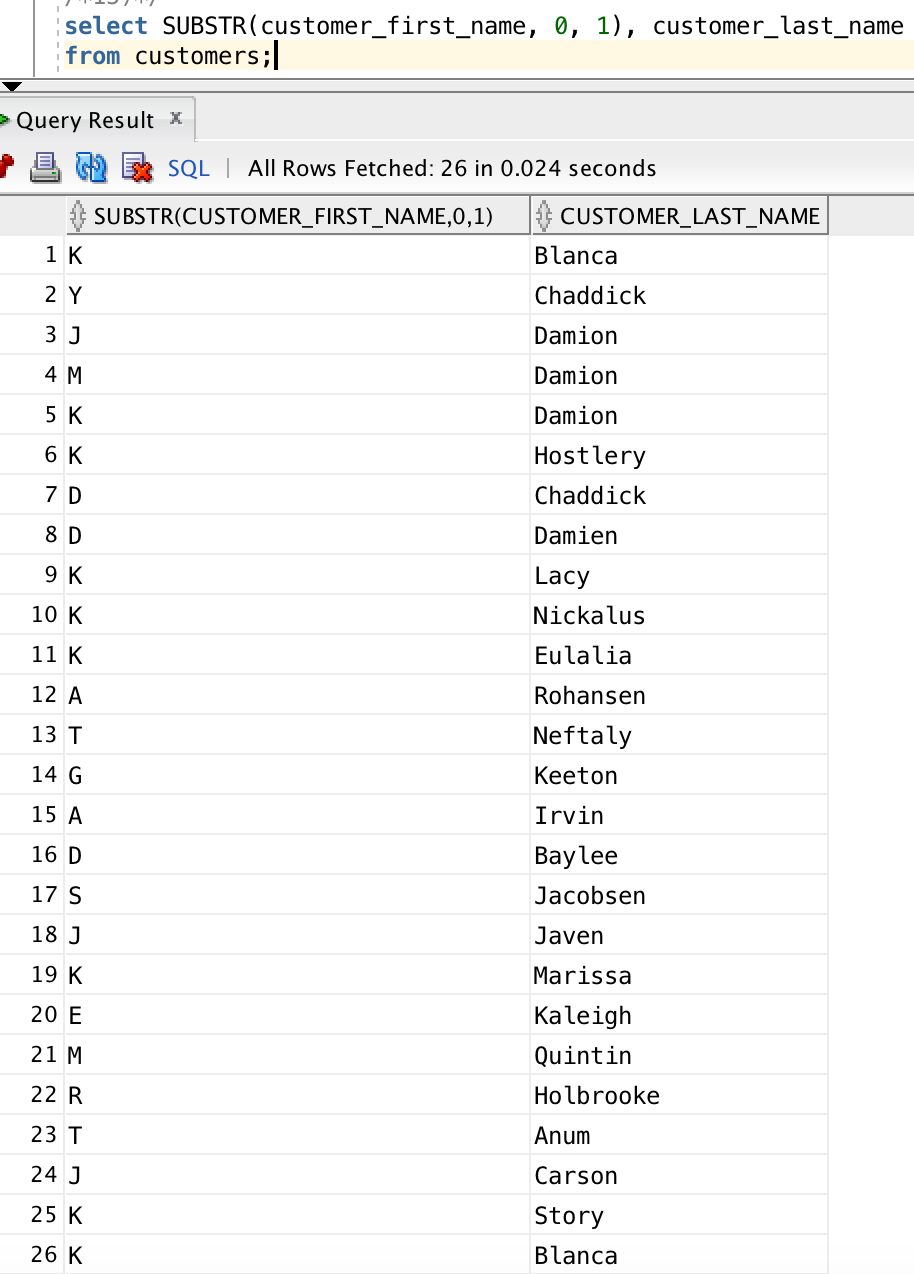 /*15/*/
select SUBSTR(customer_first_name, 0, 1), customer_last_name
from customers;
Query Result x
SQL | All Rows Fetched: 26 in 0.024 seconds
SUBSTR(CUSTOMER_FIRST_NAME,0,1) CUSTOMER_LAST_NAME
1 K Blanca
2 Y Chaddick
3 J Damion
4 M Damion
5 K Damion
6 K Hostlery
7 D Chaddick
8 D Damien
9 K Lacy
10 K Nickalus
11 K Eulalia
12 A Rohansen
13 T Neftaly
14 G Keeton
15 A Irvin
16 D Baylee
17 S Jacobsen
18 J Javen
19 K Marissa
20 E Kaleigh
21 M Quintin
22 R Holbrooke
23 T Anum
24 J Carson
25 K Story
26 K Blanca